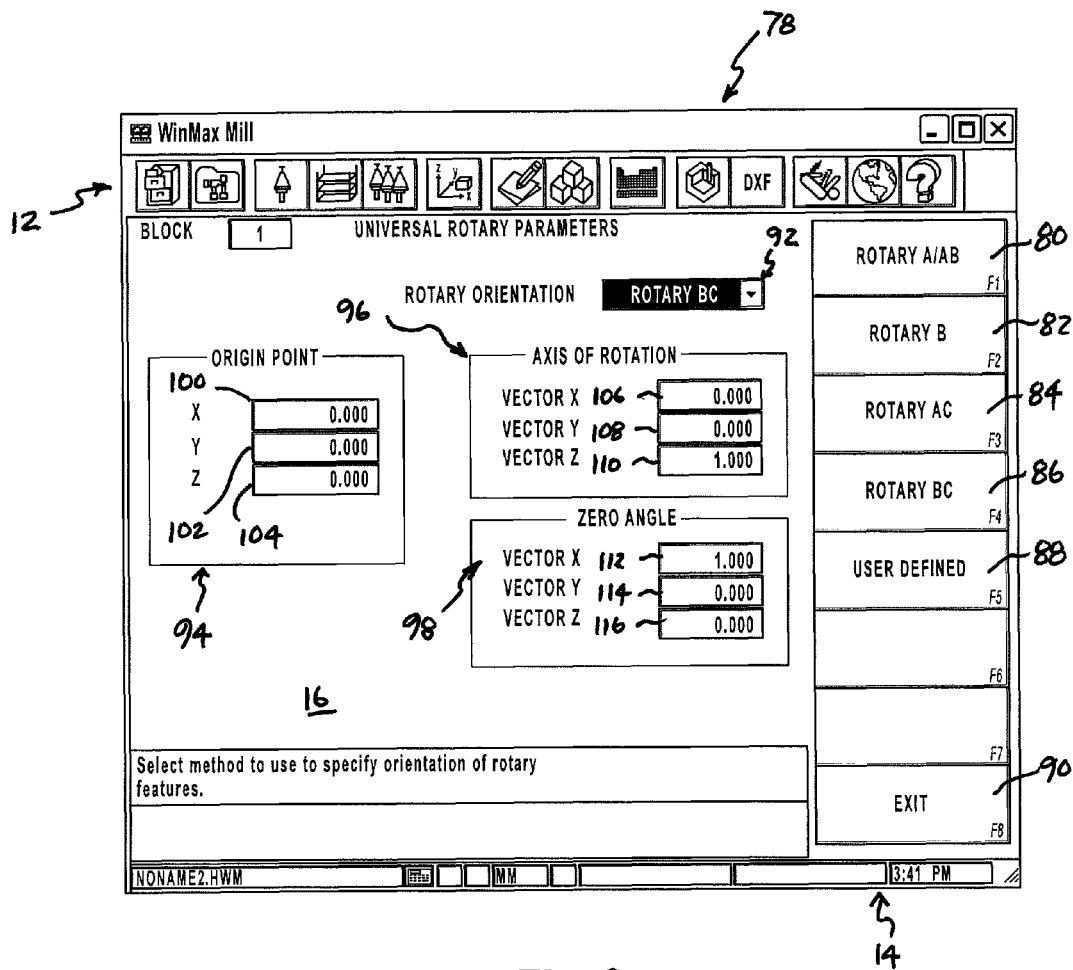 78
WinMax Mill
DXF
12
BLOCK 1 UNIVERSAL ROTARY PARAMETERS
92
ROTARY ORIENTATION ROTARY BC
96
ORIGIN POINT
100
X 0.000
Y 0.000
Z 0.000
102 104
94
AXIS OF ROTATION
VECTOR X 106 0.000
VECTOR Y 108 0.000
VECTOR Z 110 1.000
ZERO ANGLE
VECTOR X 112 1.000
VECTOR Y 114 0.000
VECTOR Z 116 0.000
98
16
ROTARY A/AB F1 80
ROTARY B F2 82
ROTARY AC F3 84
ROTARY BC F4 86
USER DEFINED F5 88
F6
F7
EXIT F8 90
Select method to use to specify orientation of rotary
features.
NONAME2.HWM MM 3:41 PM
14